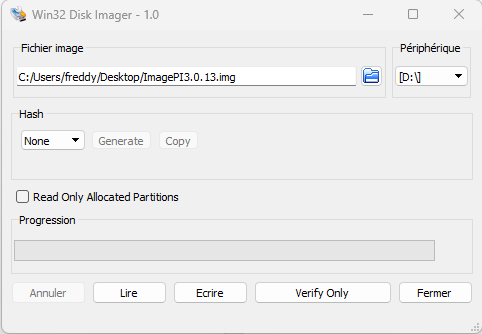 Win32 Disk Imager - 1.0
Fichier image
Périphérique
C:/Users/freddy/Desktop/ImagePI3.0.13.img
[D:\]
Hash
None
Generate
Copy
Read Only Allocated Partitions
Progression
Annuler
Lire
Ecrire
Verify Only
Fermer